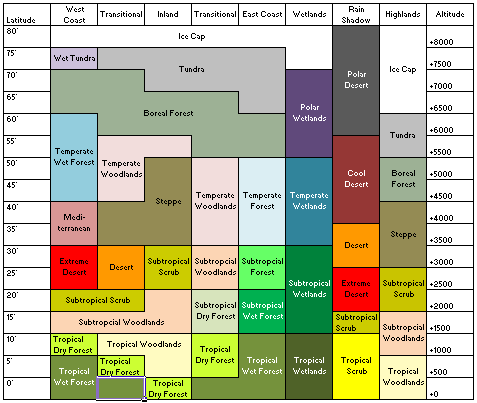 Latitude West Coast Transitional Inland Transitional East Coast Wetlands Rain Shadow Highlands Altitude
80´
Ice Cap
+8000
75´
Wet Tundra
Tundra
Polar Desert
Ice Cap
+7500
70´
+7000
65´
Boreal Forest
Polar Wetlands
+6500
60´
+6000
Tundra
55´
Temperate Wet Forest
Temperate Woodlands
+5500
50´
Steppe
Temperate Woodlands
Temperate Forest
Temperate Wetlands
Cool Desert
Boreal Forest
+5000
45´
+4500
40´
Medi-
terranean
+4000
35´
Desert
Steppe
+3500
30´
Extreme Desert
Desert
Subtropical Scrub
Subtropical Woodlands
Subtropical Forest
+3000
25´
Subtropical Wetlands
Extreme Desert
Subtropical Scrub
+2500
20´
Subtropical Scrub
Subtropical Dry Forest
Subtropical Wet Forest
+2000
15´
Subtropcial Woodlands
Subtropical Scrub
Subtropical Woodlands
+1500
10´
Tropical Dry Forest
Tropical Woodlands
+1000
5´
Tropical Wet Forest
Tropical Dry Forest
Tropical Dry Forest
Tropical Wet Forest
Tropical Wetlands
Tropical Scrub
Tropical Woodlands
+500
0´
Tropical Dry Forest
+0